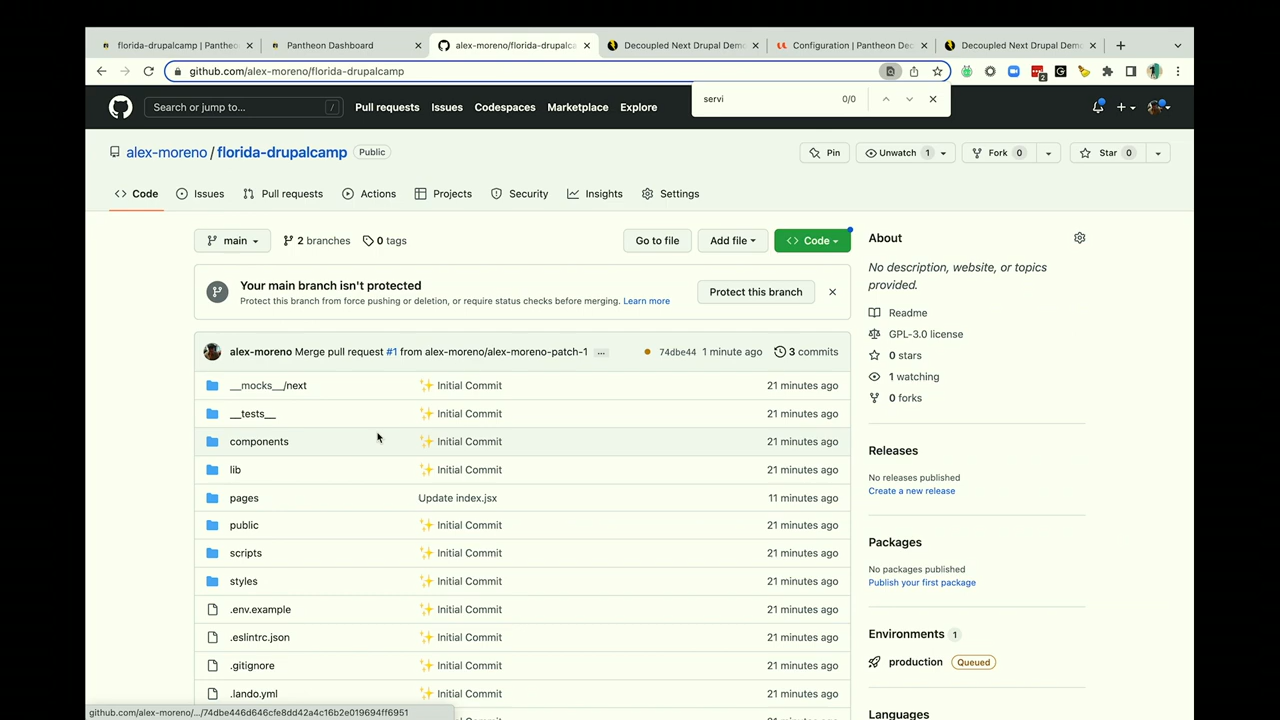 florida-drupalcamp | Pantheo
Pantheon Dashboard
alex-moreno/florida-drupalca
Decoupled Next Drupal Dem
Configuration | Pantheon Dec
Decoupled Next Drupal Dem
github.com/alex-moreno/florida-drupalcamp
2
servi 0/0
Search or jump to... /
Pull requests Issues Codespaces Marketplace Explore
alex-moreno / florida-drupalcamp Public
Pin Unwatch 1 Fork 0 Star 0
Code Issues Pull requests Actions Projects Security Insights Settings
main 2 branches 0 tags Go to file Add file Code
Your main branch isn't protected
Protect this branch from force pushing or deletion, or require status checks before merging. Learn more
Protect this branch
alex-moreno Merge pull request #1 from alex-moreno/alex-moreno-patch-1 ... 74dbe44 1 minute ago 3 commits
__mocks__/next ✨ Initial Commit 21 minutes ago
__tests__ ✨ Initial Commit 21 minutes ago
components ✨ Initial Commit 21 minutes ago
lib ✨ Initial Commit 21 minutes ago
pages Update index.jsx 11 minutes ago
public ✨ Initial Commit 21 minutes ago
scripts ✨ Initial Commit 21 minutes ago
styles ✨ Initial Commit 21 minutes ago
.env.example ✨ Initial Commit 21 minutes ago
.eslintrc.json ✨ Initial Commit 21 minutes ago
.gitignore ✨ Initial Commit 21 minutes ago
.lando.yml ✨ Initial Commit 21 minutes ago
About
No description, website, or topics
provided.
Readme
GPL-3.0 license
0 stars
1 watching
0 forks
Releases
No releases published
Create a new release
Packages
No packages published
Publish your first package
Environments 1
production Queued
Languages
github.com/alex-moreno/.../74dbe446d646cfe8dd42a4c16b2e019694ff6951